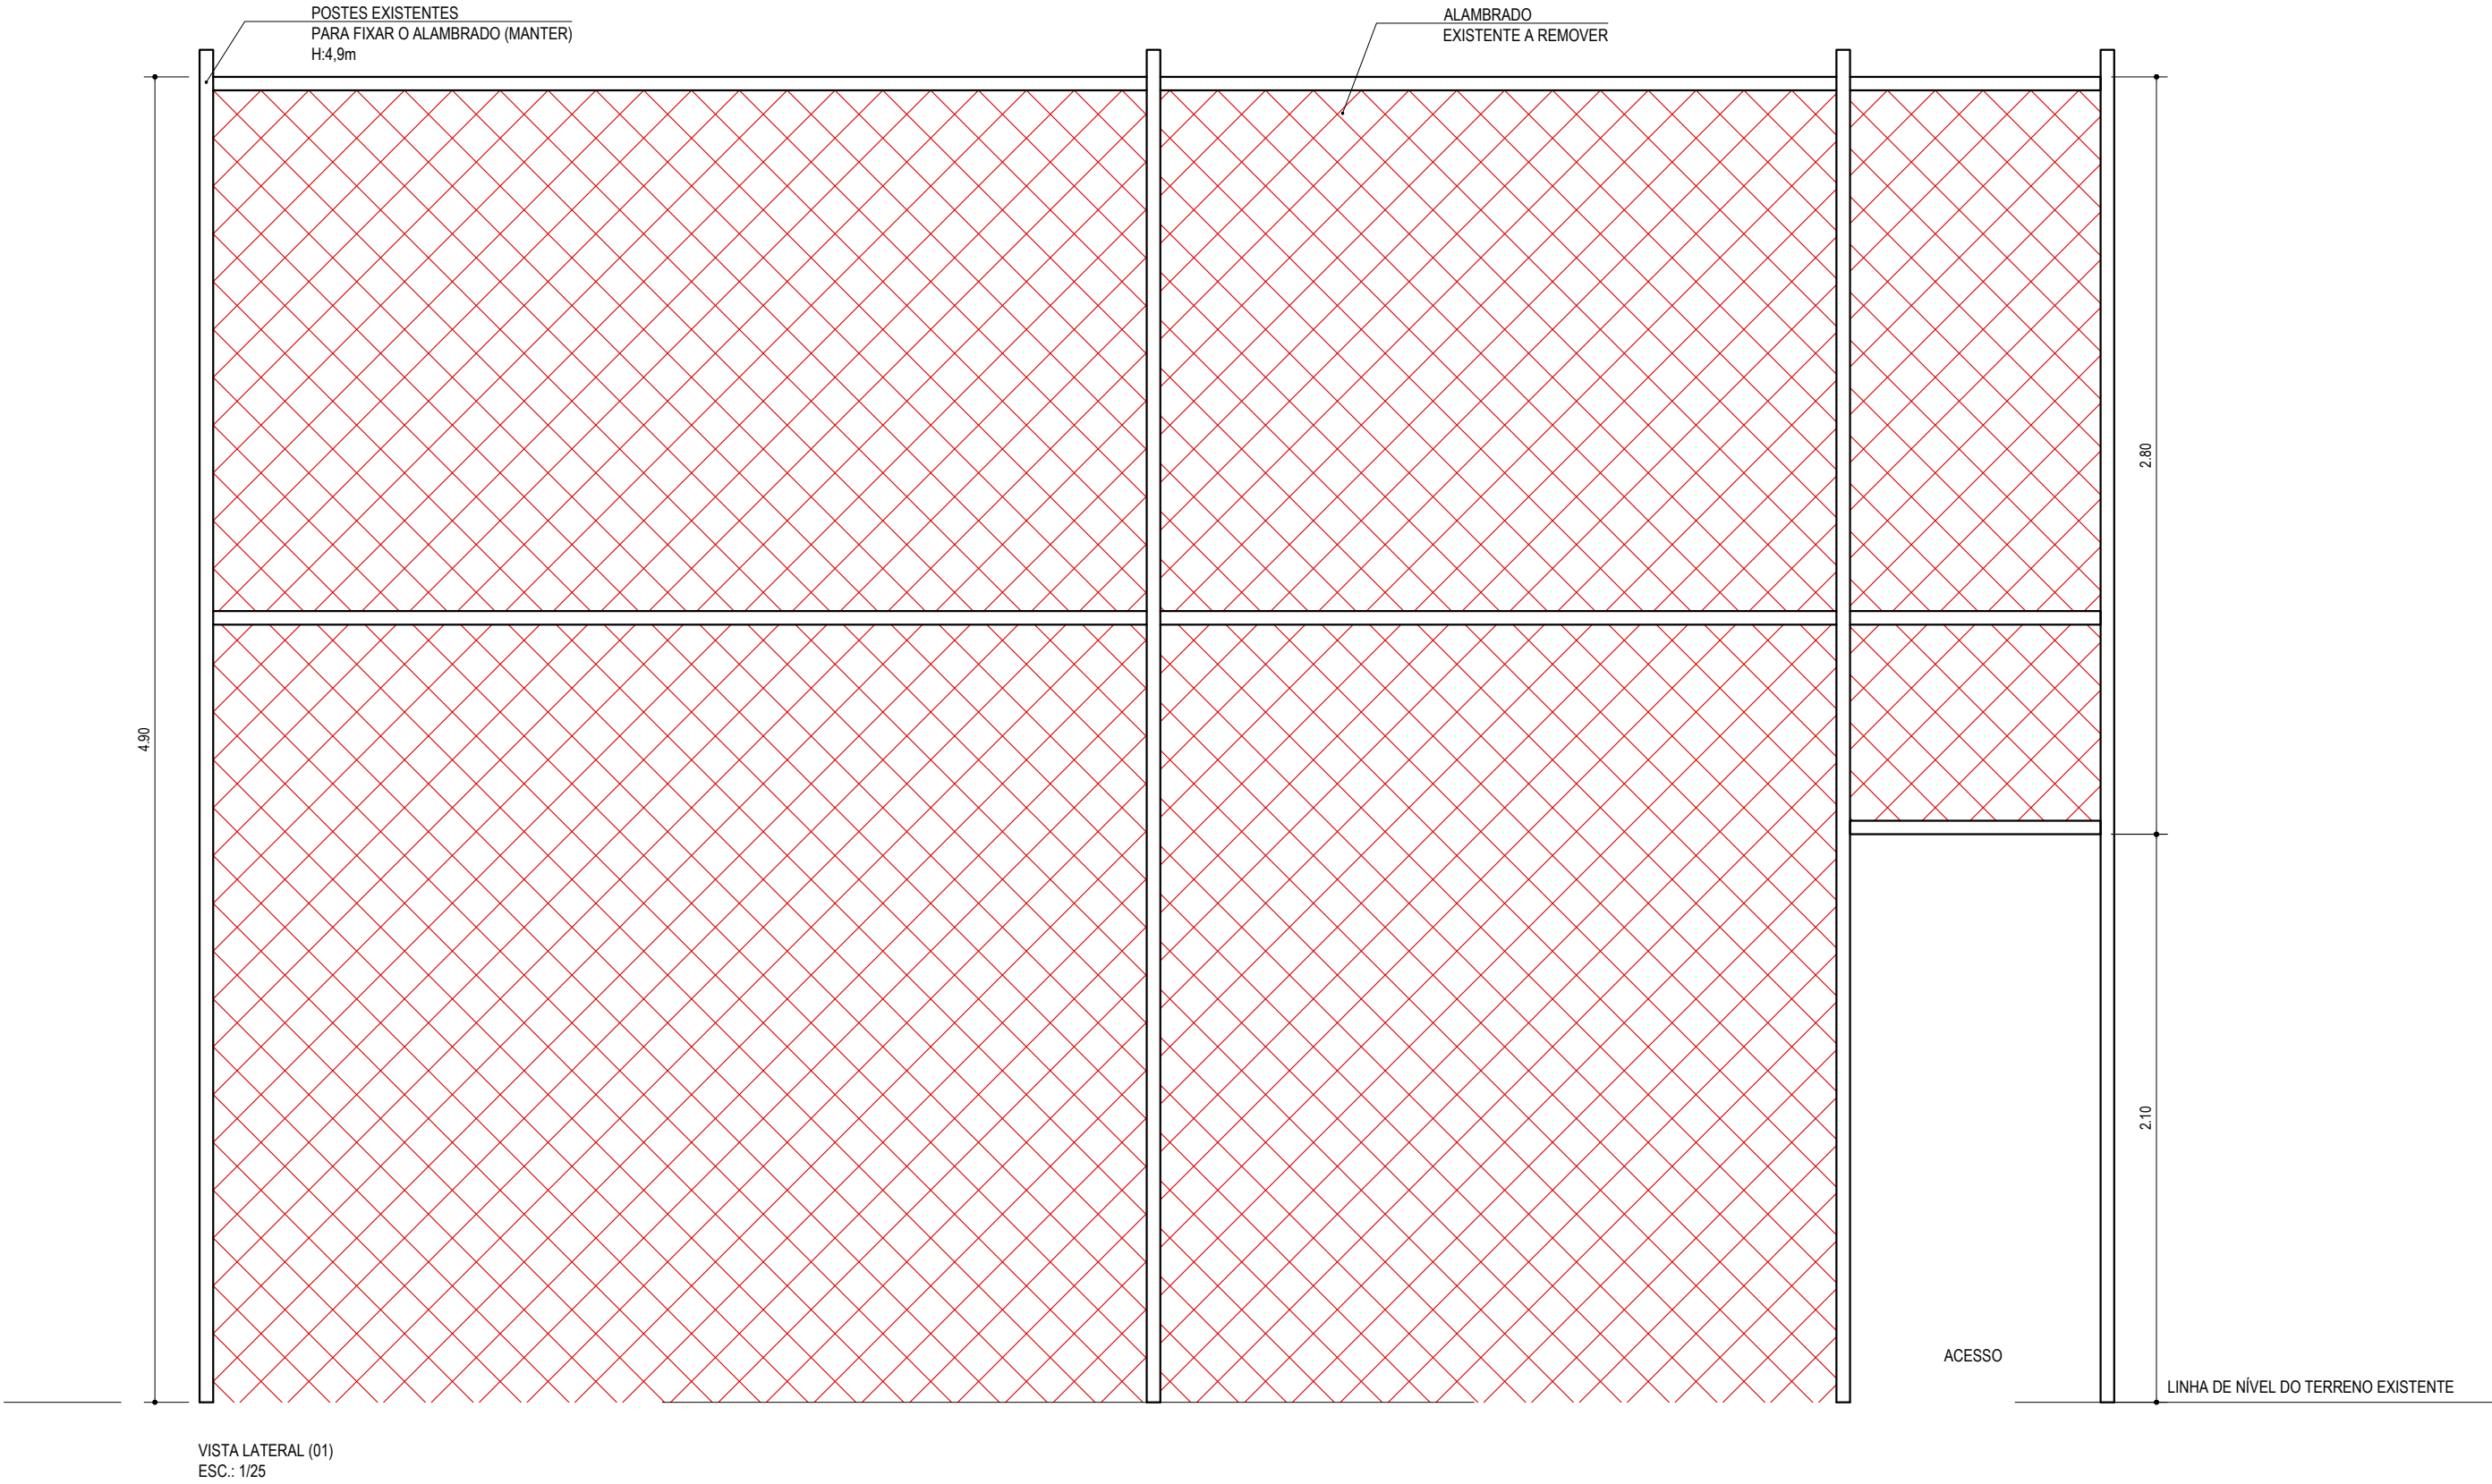 POSTES EXISTENTES
PARA FIXAR O ALAMBRADO (MANTER)
H:4,9m
ALAMBRADO
EXISTENTE A REMOVER
2.80
4.90
2.10
ACESSO
LINHA DE NÍVEL DO TERRENO EXISTENTE
VISTA LATERAL (01)
ESC.: 1/25